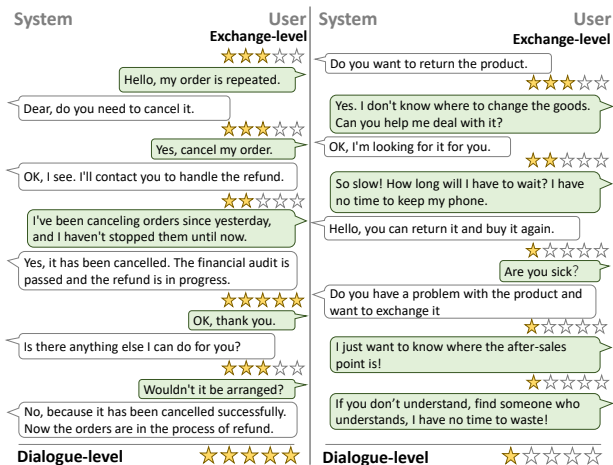 System
User
Exchange-level
Hello, my order is repeated.
Dear, do you need to cancel it.
Yes, cancel my order.
OK, I see. I'll contact you to handle the refund.
I've been canceling orders since yesterday,
and I haven't stopped them until now.
Yes, it has been cancelled. The financial audit is
passed and the refund is in progress.
OK, thank you.
Is there anything else I can do for you?
Wouldn't it be arranged?
No, because it has been cancelled successfully.
Now the orders are in the process of refund.
Dialogue-level
System
User
Exchange-level
Do you want to return the product.
Yes. I don't know where to change the goods.
Can you help me deal with it?
OK, I'm looking for it for you.
So slow! How long will I have to wait? I have
no time to keep my phone.
Hello, you can return it and buy it again.
Are you sick?
Do you have a problem with the product and
want to exchange it
I just want to know where the after-sales
point is!
If you don't understand, find someone who
understands, I have no time to waste!
Dialogue-level